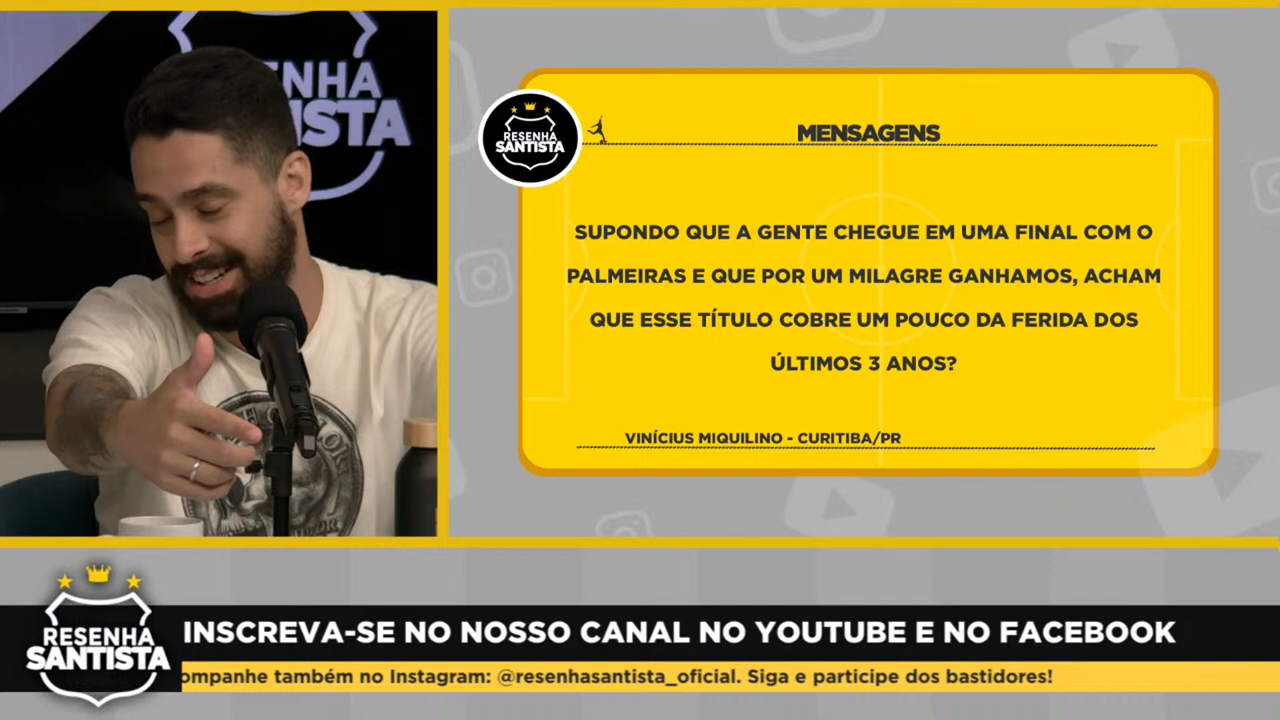 ENHA
ISTA
RESENHA
SANTISTA
MENSAGENS
SUPONDO QUE A GENTE CHEGUE EM UMA FINAL COM O
PALMEIRAS E QUE POR UM MILAGRE GANHAMOS, ACHAM
QUE ESSE TÍTULO COBRE UM POUCO DA FERIDA DOS
ÚLTIMOS 3 ANOS?
VINÍCIUS MIQUILINO - CURITIBA/PR
RESENHA
SANTISTA
INSCREVA-SE NO NOSSO CANAL NO YOUTUBE E NO FACEBOOK
ompanhe também no Instagram: @resenhasantista_oficial. Siga e participe dos bastidores!